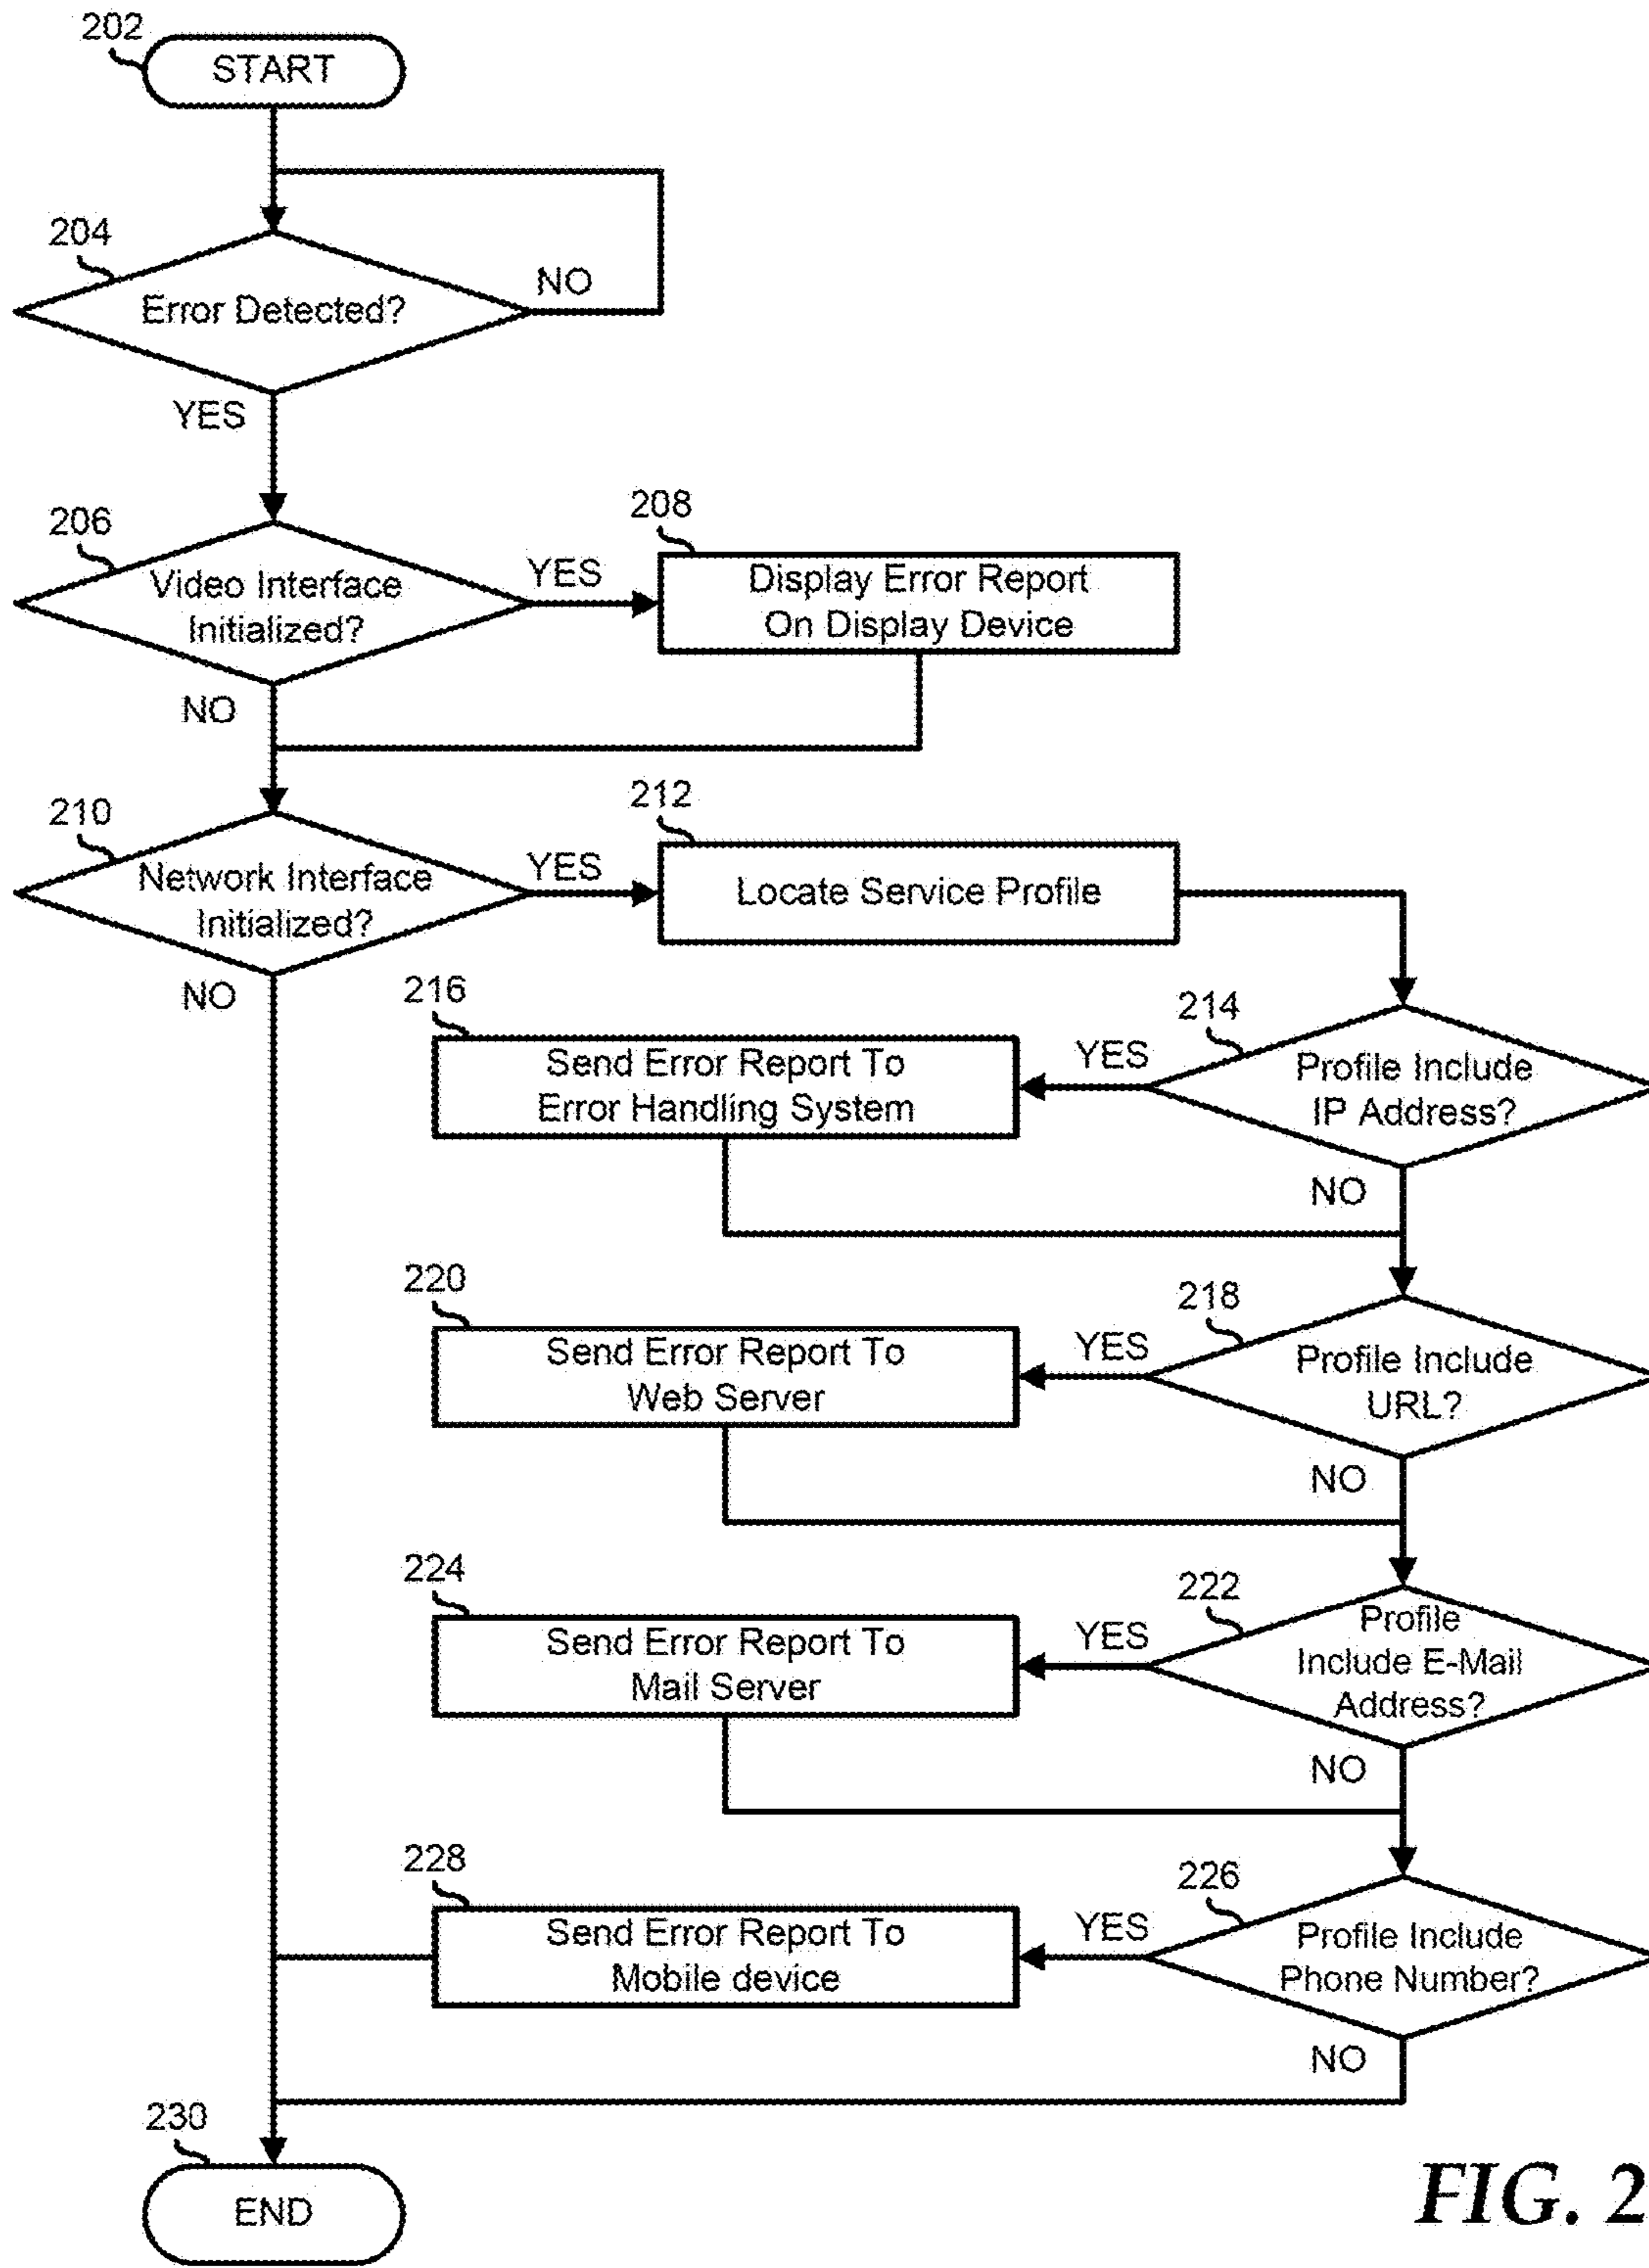 202
START
204
Error Detected?
NO
YES
206
Video Interface
Initialized?
YES
208
Display Error Report
On Display Device
NO
210
Network Interface
Initialized?
YES
212
Locate Service Profile
NO
216
Send Error Report To
Error Handling System
YES
214
Profile Include
IP Address?
NO
220
Send Error Report To
Web Server
YES
218
Profile Include
URL?
NO
224
Send Error Report To
Mail Server
YES
222
Profile
Include E-Mail
Address?
NO
228
Send Error Report To
Mobile device
YES
226
Profile Include
Phone Number?
NO
230
END
FIG. 2